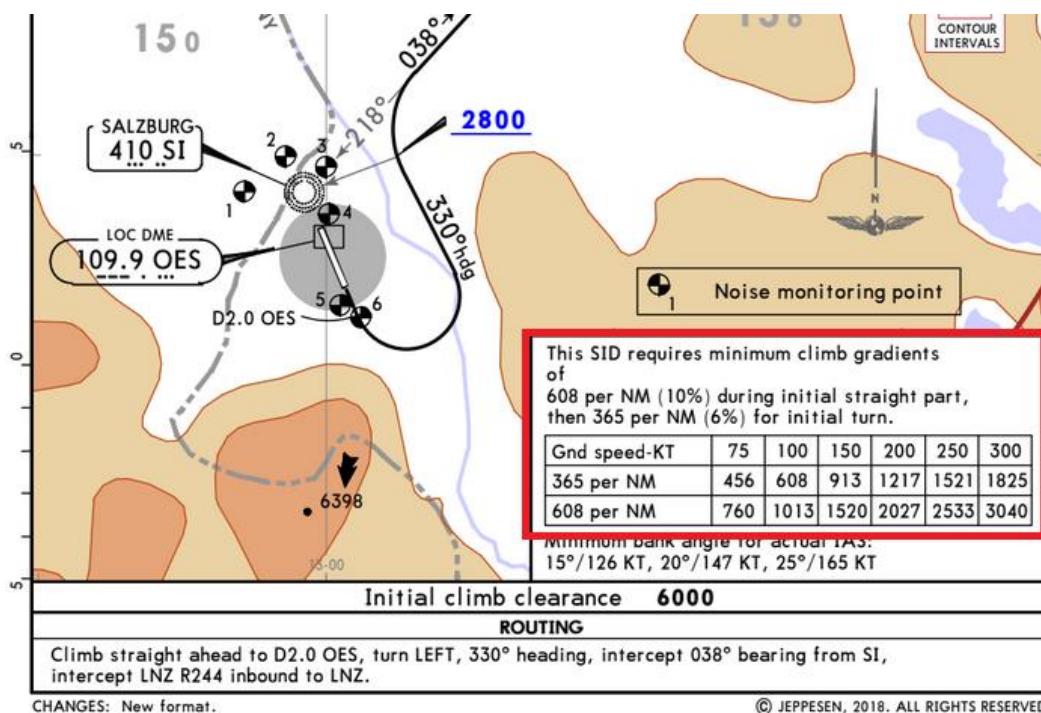 150
158
CONTOUR
INTERVALS
038°
218°
2800
SALZBURG
410 SI
2
3
1
4
330°hdg
N
LOC DME
109.9 OES
5
6
D2.0 OES
1 Noise monitoring point
5
0
5
This SID requires minimum climb gradients
of
608 per NM (10%) during initial straight part,
then 365 per NM (6%) for initial turn.
Gnd speed-KT 75 100 150 200 250 300
365 per NM 456 608 913 1217 1521 1825
608 per NM 760 1013 1520 2027 2533 3040
Minimum bank angle for actual IAS:
15°/126 KT, 20°/147 KT, 25°/165 KT
6398
13-00
Initial climb clearance 6000
ROUTING
Climb straight ahead to D2.0 OES, turn LEFT, 330° heading, intercept 038° bearing from SI,
intercept LNZ R244 inbound to LNZ.
CHANGES: New format.
© JEPPESEN, 2018. ALL RIGHTS RESERVED